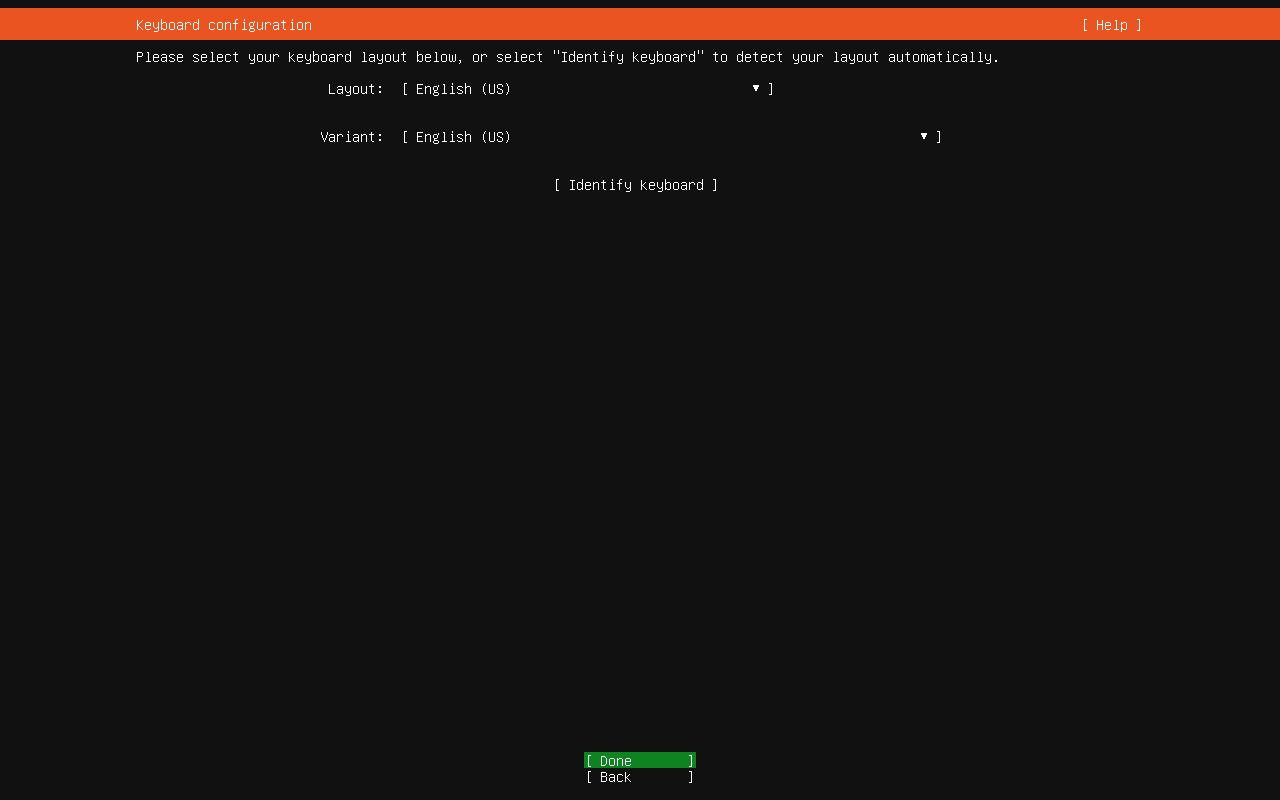 Keyboard configuration [ Help ]
Please select your keyboard layout below, or select "Identify keyboard" to detect your layout automatically.
Layout: [ English (US) ▾ ]
Variant: [ English (US) ▾ ]
[ Identify keyboard ]
[ Done ]
[ Back ]